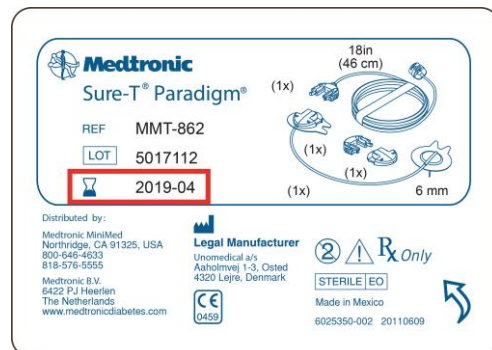 Medtronic
Sure-T® Paradigm®
REF MMT-862
LOT 5017112
2019-04
18in
(46 cm)
(1x)
(1x)
(1x)
(1x)
6 mm
Distributed by:
Medtronic MiniMed
Northridge, CA 91325, USA
800-646-4633
818-576-5555
Medtronic B.V.
6422 PJ Heerlen
The Netherlands
www.medtronicdiabetes.com
Legal Manufacturer
Unomedical a/s
Aaholmvej 1-3, Osted
4320 Lejre, Denmark
CE
0459
2 ! Rx Only
STERILE EO
Made in Mexico
6025350-002 20110609